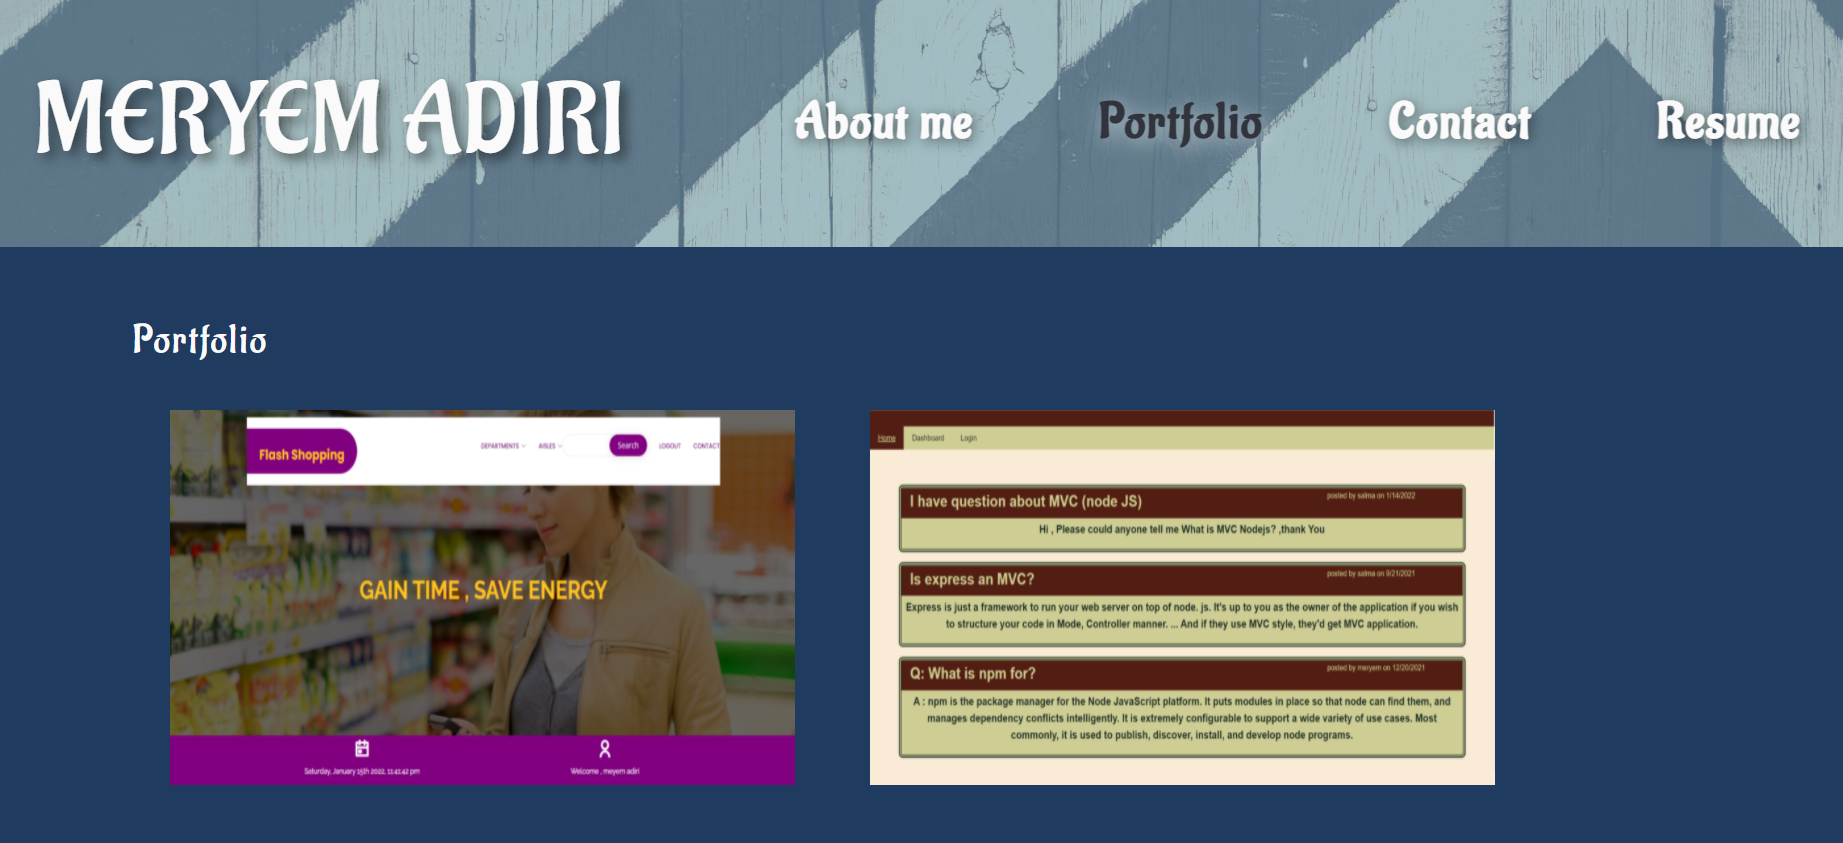 MERYEM ADIRI
About me Portfolio Contact Resume
Portfolio
Flash Shopping
DEPARTMENTS AISLES Search LOGOUT CONTACT
GAIN TIME , SAVE ENERGY
Saturday, January 15th 2022, 11:41:42 pm
Welcome , meyem adiri
Home Dashboard Login
I have question about MVC (node JS)
posted by salma on 1/14/2022
Hi , Please could anyone tell me What is MVC Nodejs? ,thank You
Is express an MVC?
posted by salma on 9/21/2021
Express is just a framework to run your web server on top of node. js. It's up to you as the owner of the application if you wish
to structure your code in Mode, Controller manner. ... And if they use MVC style, they'd get MVC application.
Q: What is npm for?
posted by meryem on 12/20/2021
A : npm is the package manager for the Node JavaScript platform. It puts modules in place so that node can find them, and
manages dependency conflicts intelligently. It is extremely configurable to support a wide variety of use cases. Most
commonly, it is used to publish, discover, install, and develop node programs.